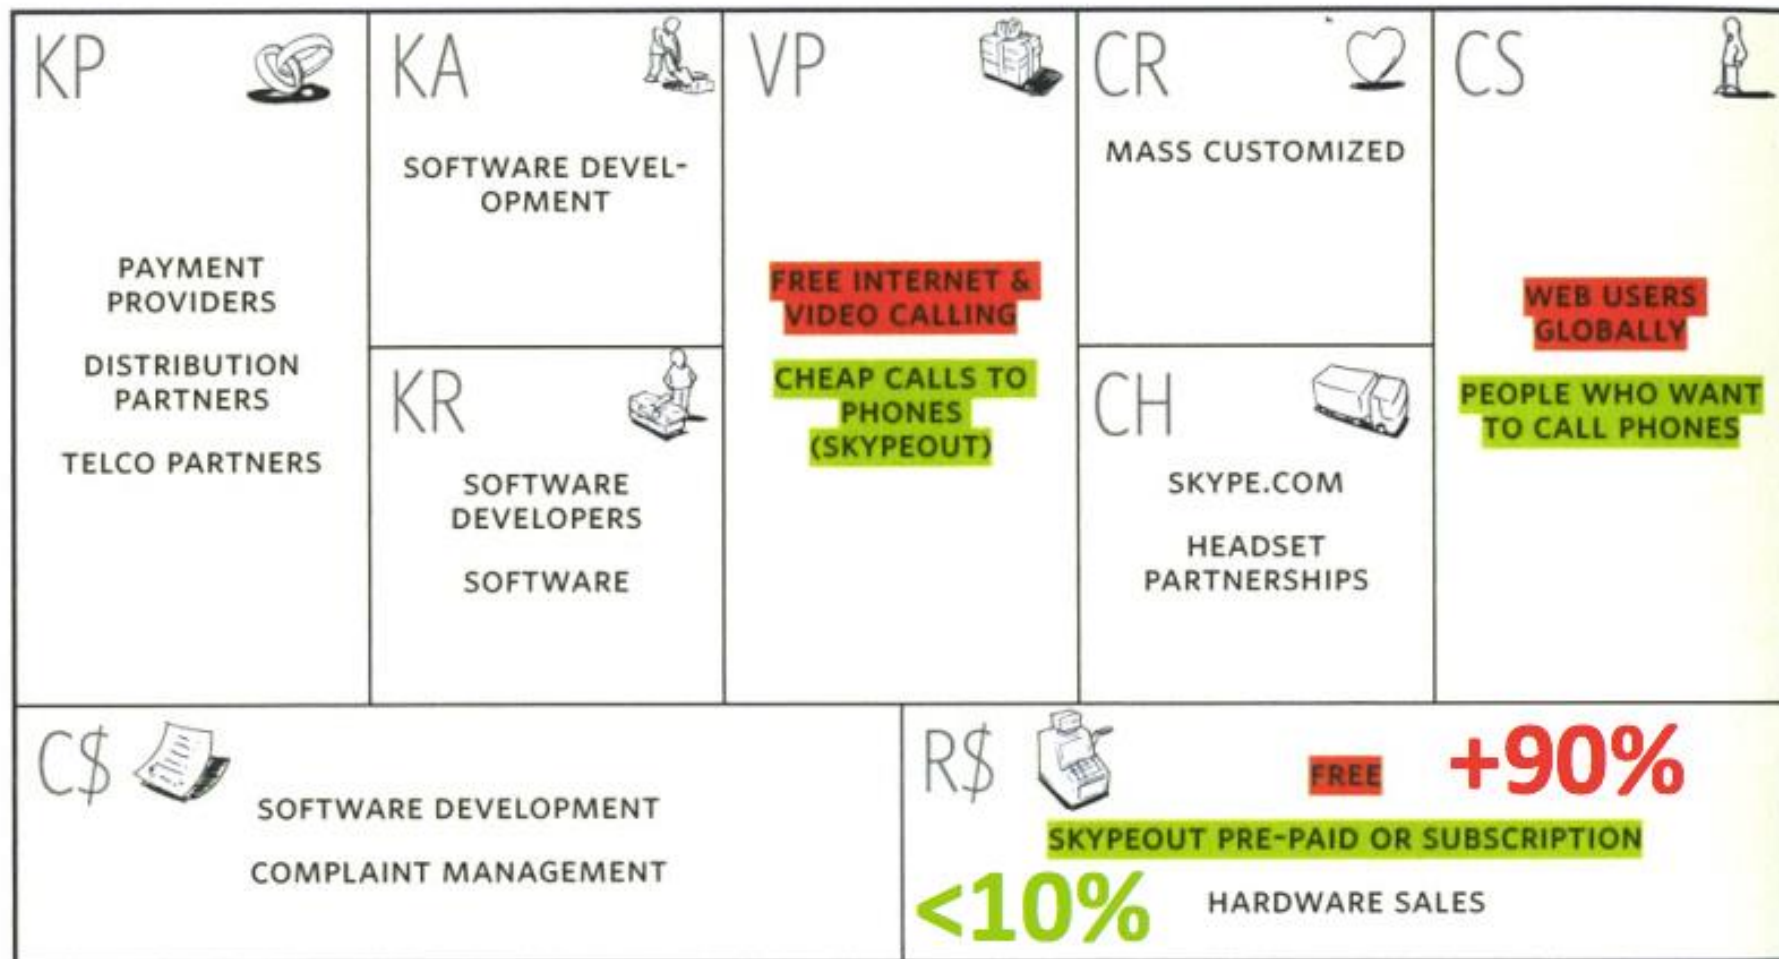 KP
PAYMENT
PROVIDERS
DISTRIBUTION
PARTNERS
TELCO PARTNERS
KA
SOFTWARE DEVEL-
OPMENT
KR
SOFTWARE
DEVELOPERS
SOFTWARE
VP
FREE INTERNET &
VIDEO CALLING
CHEAP CALLS TO
PHONES
(SKYPEOUT)
CR
MASS CUSTOMIZED
CH
SKYPE.COM
HEADSET
PARTNERSHIPS
CS
WEB USERS
GLOBALLY
PEOPLE WHO WANT
TO CALL PHONES
C$
SOFTWARE DEVELOPMENT
COMPLAINT MANAGEMENT
R$
FREE +90%
SKYPEOUT PRE-PAID OR SUBSCRIPTION
<10% HARDWARE SALES